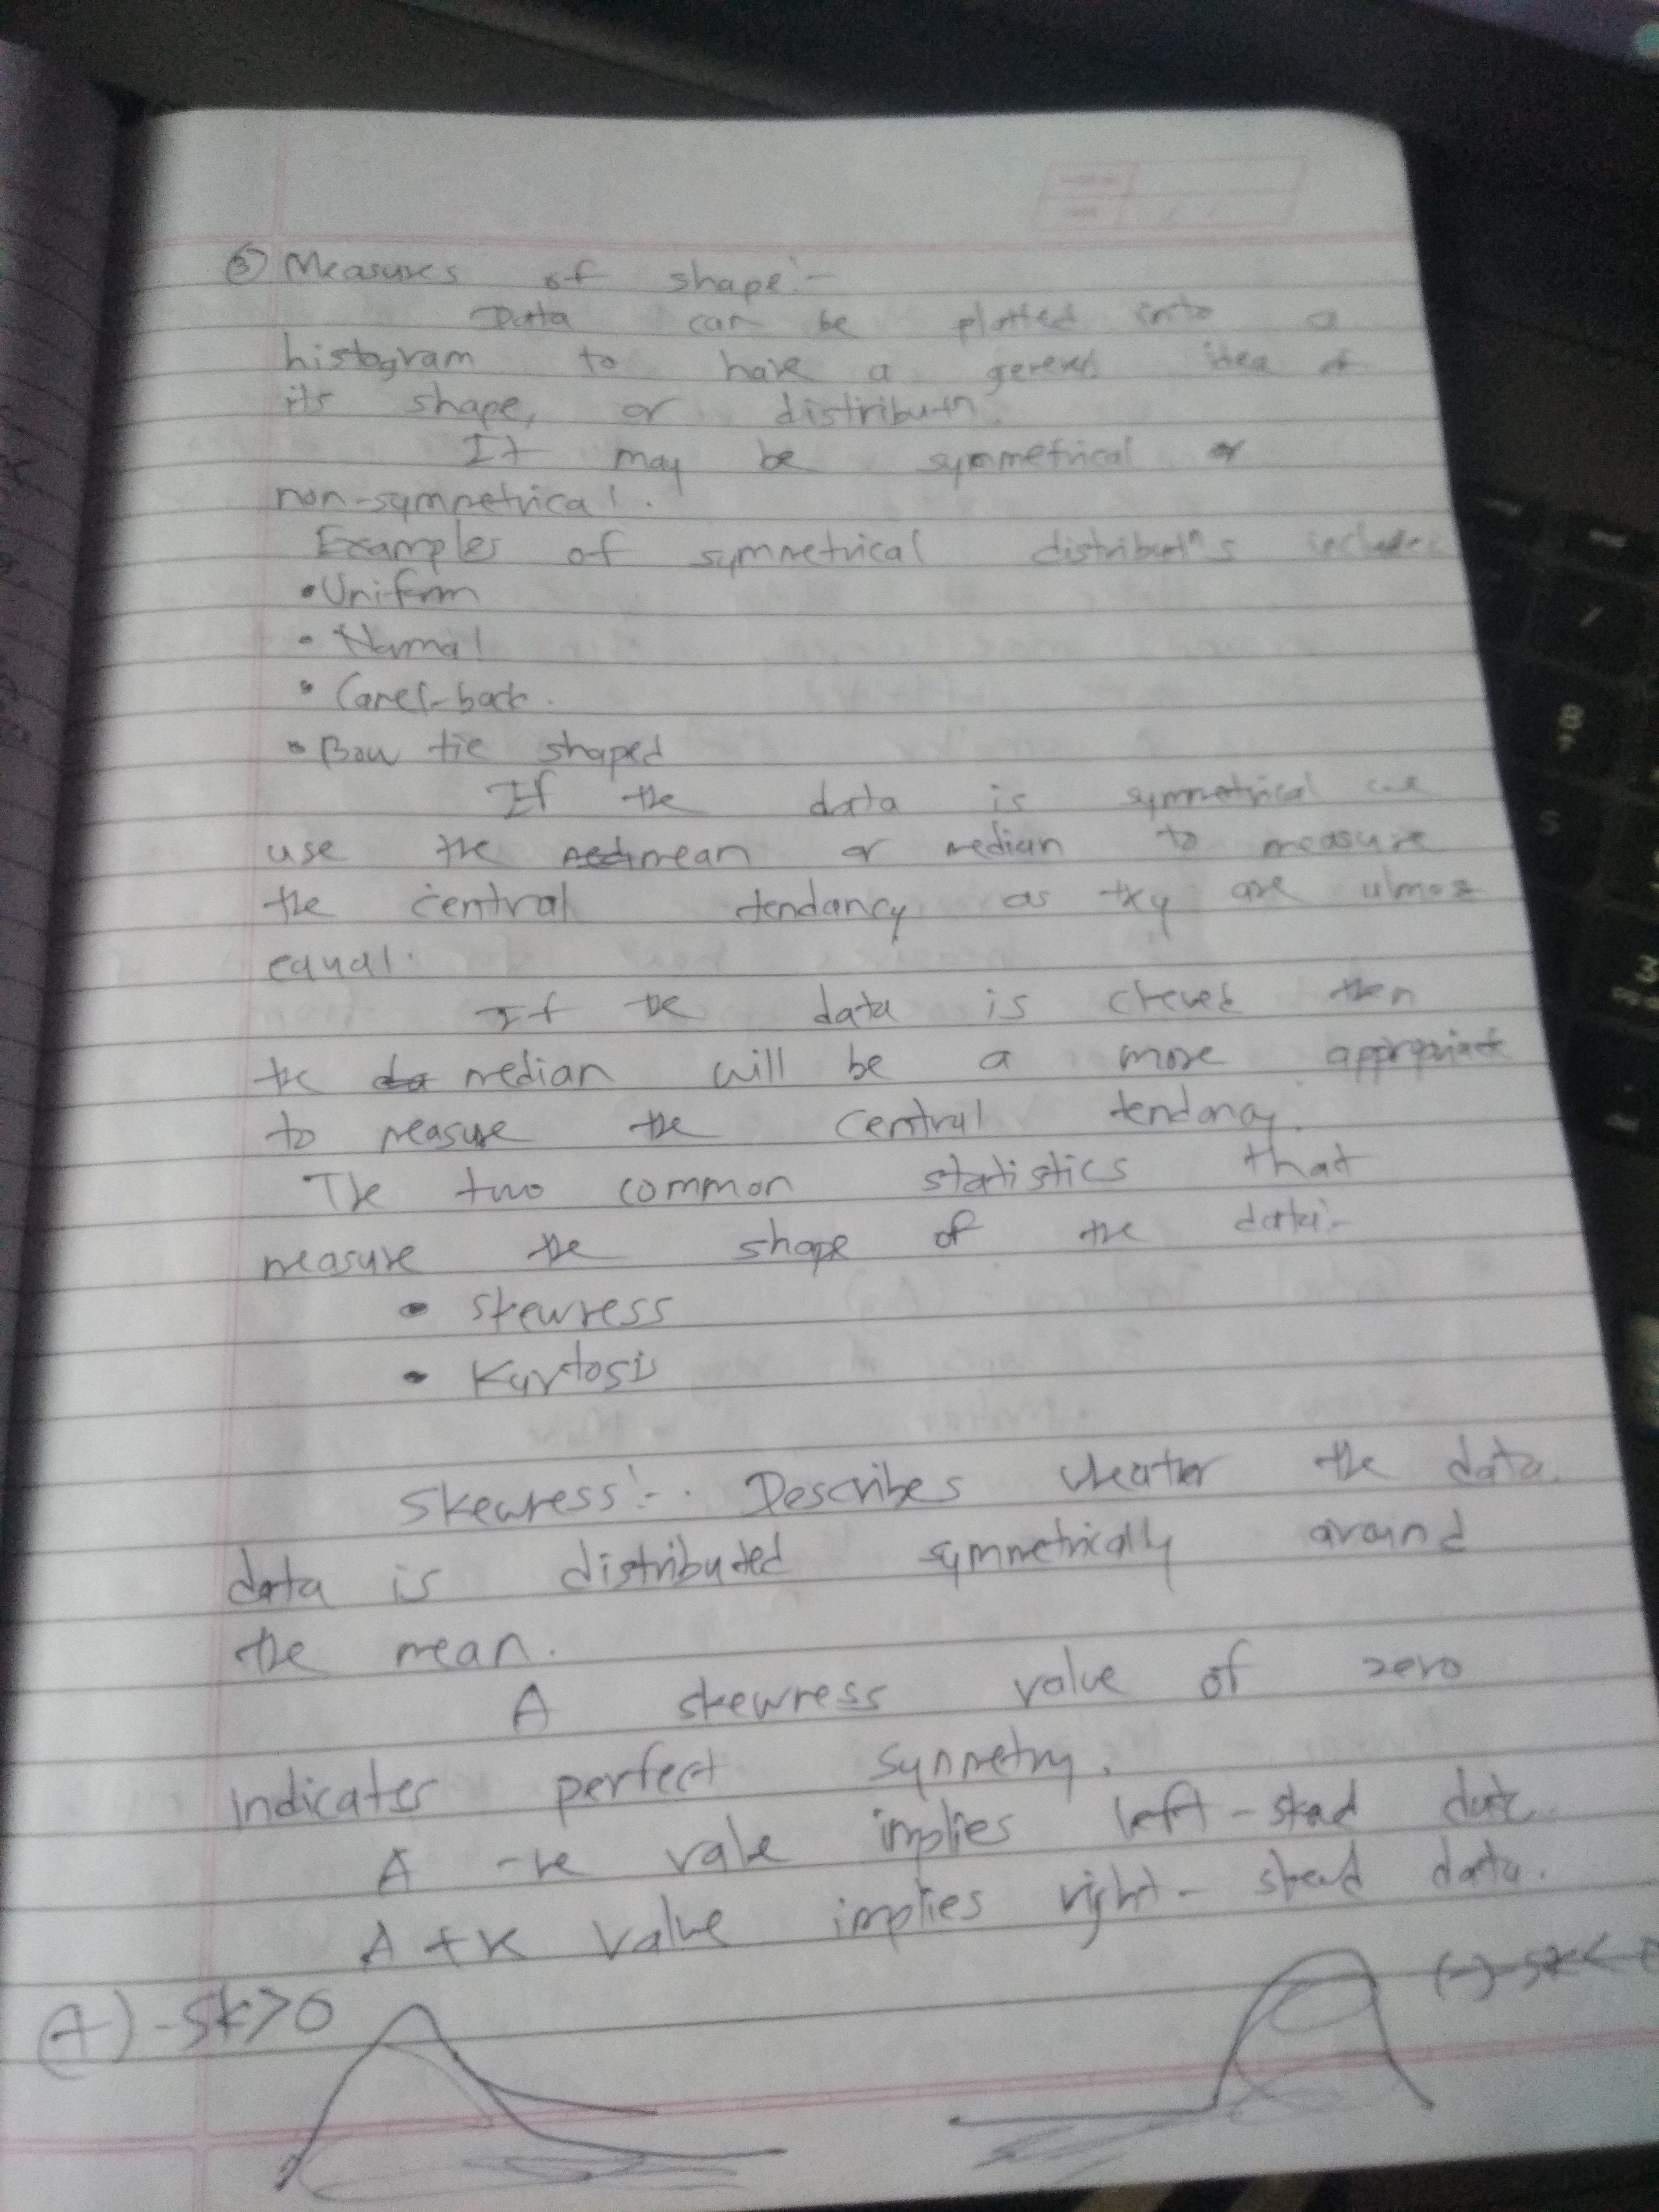 ③ Measures of shape:-
Data can be plotted into a
histogram to have a general idea of
its shape, or distributn.
It may be symmetrical or
non-symmetrical.
Examples of symmetrical distributns includes
• Uniform
• Normal
• Camel-back.
• Bow tie shaped
If the data is symmetrical we
use the mean or median to measure
the central tendancy as they are almost
equal.
If the data is then
the median will be a more appropriate
to measure the central tendancy.
The two common statistics that
measure the shape of the data:-
• Skewness
• Kurtosis
Skewness:- Describes wheather the data
data is distributed symmetrically around
the mean.
A skewness value of zero
indicates perfect symmetry.
A -ve value implies left-skewed data
A +ve value implies right-skewed data.
(+)-SK>0
(-)-SK<0
8
5
3